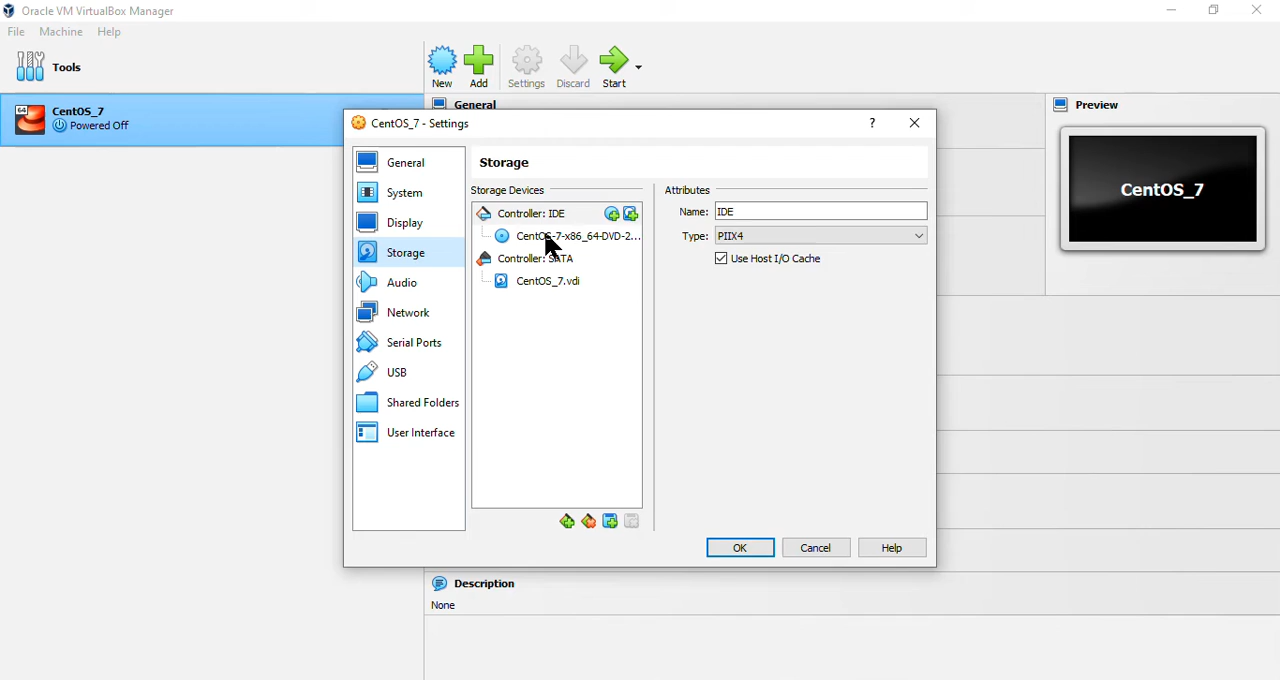 Oracle VM VirtualBox Manager
File Machine Help
Tools
New Add Settings Discard Start
64 CentOS_7
Powered Off
General
Preview
CentOS_7
CentOS_7 - Settings ?
General
System
Display
Storage
Audio
Network
Serial Ports
USB
Shared Folders
User Interface
Storage
Storage Devices
Controller: IDE
CentOS-7-x86_64-DVD-2...
Controller: SATA
CentOS_7.vdi
Attributes
Name: IDE
Type: PIIX4
Use Host I/O Cache
OK Cancel Help
Description
None